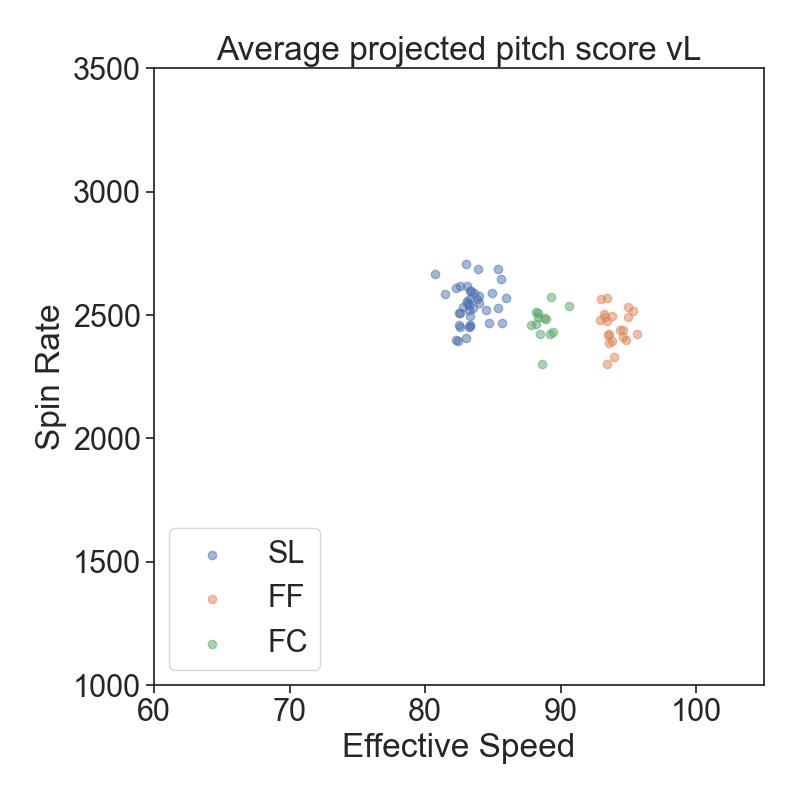 Average projected pitch score vL
3500
3000
2500
2000
1500
1000
Spin Rate
SL
FF
FC
60 70 80 90 100
Effective Speed